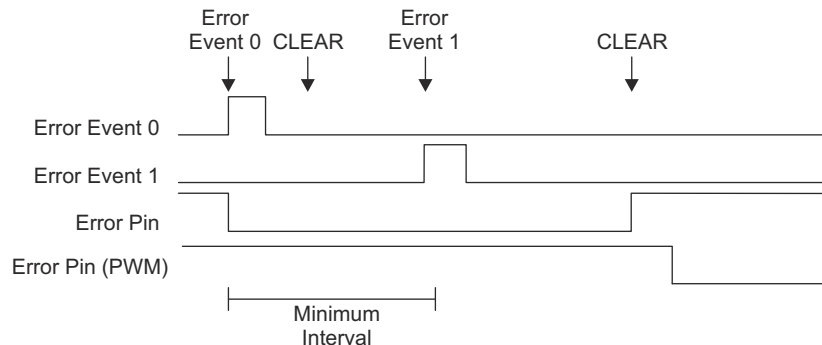 Error
Event 0
CLEAR
Error
Event 1
CLEAR
Error Event 0
Error Event 1
Error Pin
Error Pin (PWM)
Minimum
Interval